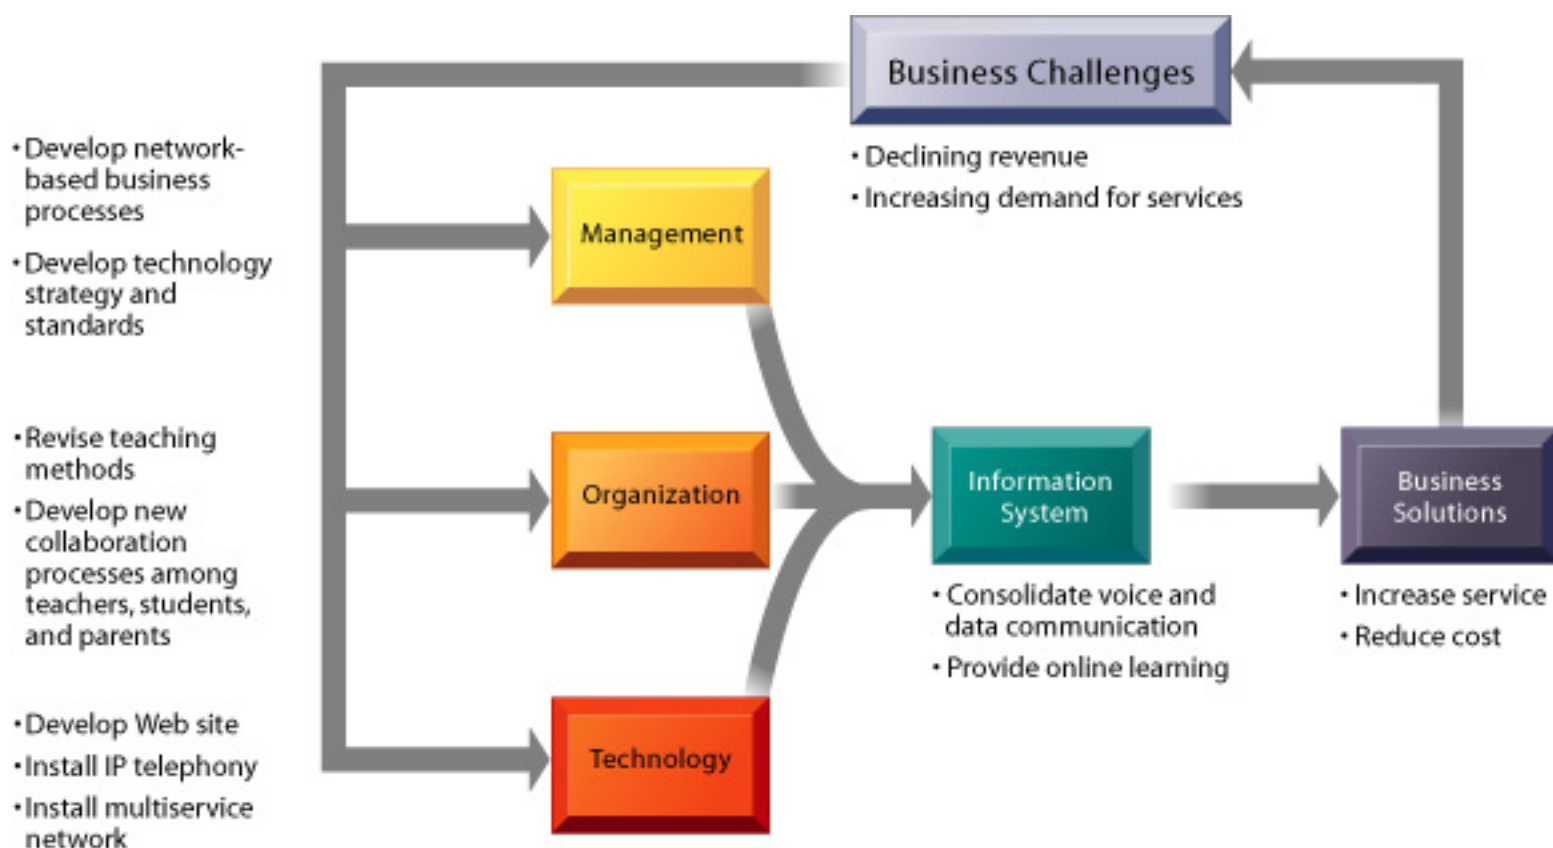 Business Challenges
• Declining revenue
• Increasing demand for services
• Develop network-
based business
processes
• Develop technology
strategy and
standards
Management
• Revise teaching
methods
• Develop new
collaboration
processes among
teachers, students,
and parents
Organization
Information
System
• Consolidate voice and
data communication
• Provide online learning
Business
Solutions
• Increase service
• Reduce cost
• Develop Web site
• Install IP telephony
• Install multiservice
network
Technology